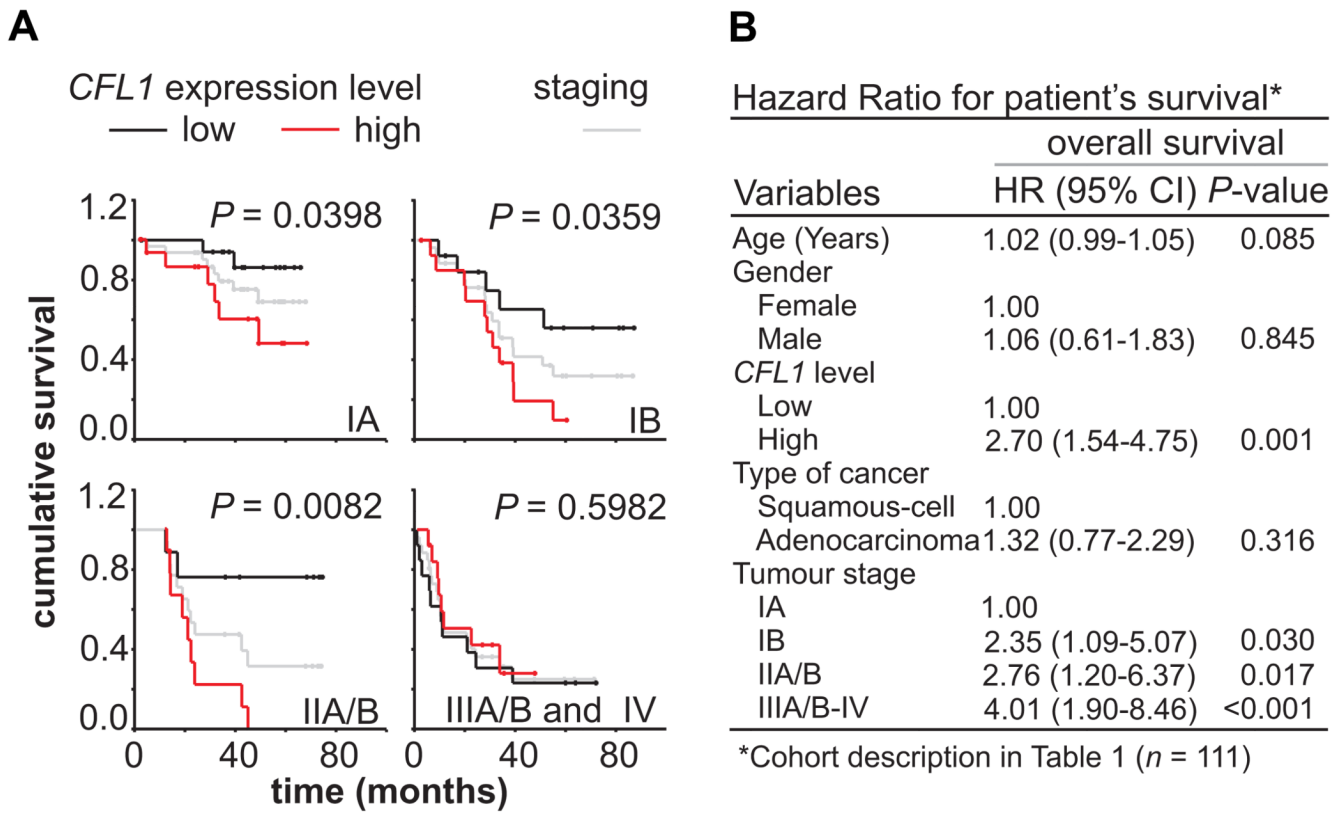 A
CFL1 expression level
staging
low
high
1.2
0.8
0.4
0.0
P = 0.0398
IA
P = 0.0359
IB
1.2
0.8
0.4
0.0
P = 0.0082
IIA/B
P = 0.5982
IIIA/B and IV
0 40 80
0 40 80
cumulative survival
time (months)
B
Hazard Ratio for patient's survival*
overall survival
Variables HR (95% CI) P-value
Age (Years) 1.02 (0.99-1.05) 0.085
Gender
Female 1.00
Male 1.06 (0.61-1.83) 0.845
CFL1 level
Low 1.00
High 2.70 (1.54-4.75) 0.001
Type of cancer
Squamous-cell 1.00
Adenocarcinoma 1.32 (0.77-2.29) 0.316
Tumour stage
IA 1.00
IB 2.35 (1.09-5.07) 0.030
IIA/B 2.76 (1.20-6.37) 0.017
IIIA/B-IV 4.01 (1.90-8.46) <0.001
*Cohort description in Table 1 (n = 111)